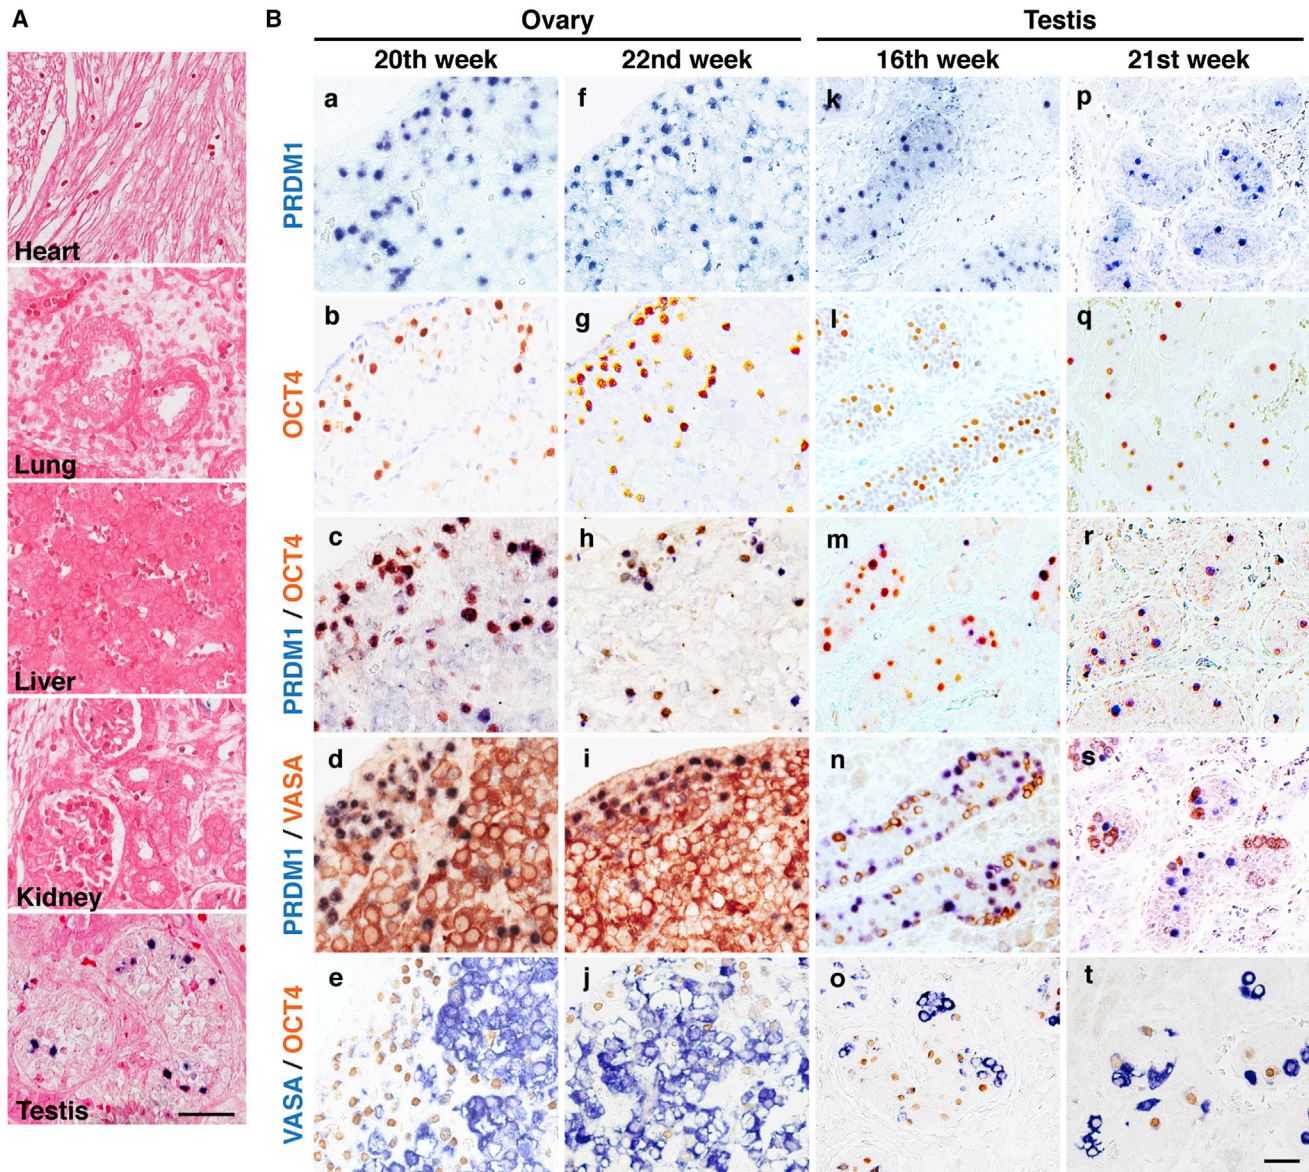 A
Heart
Lung
Liver
Kidney
Testis
B
Ovary
Testis
20th week
22nd week
16th week
21st week
PRDM1
a
f
k
p
OCT4
b
g
l
q
PRDM1 / OCT4
c
h
m
r
PRDM1 / VASA
d
i
n
s
VASA / OCT4
e
j
o
t